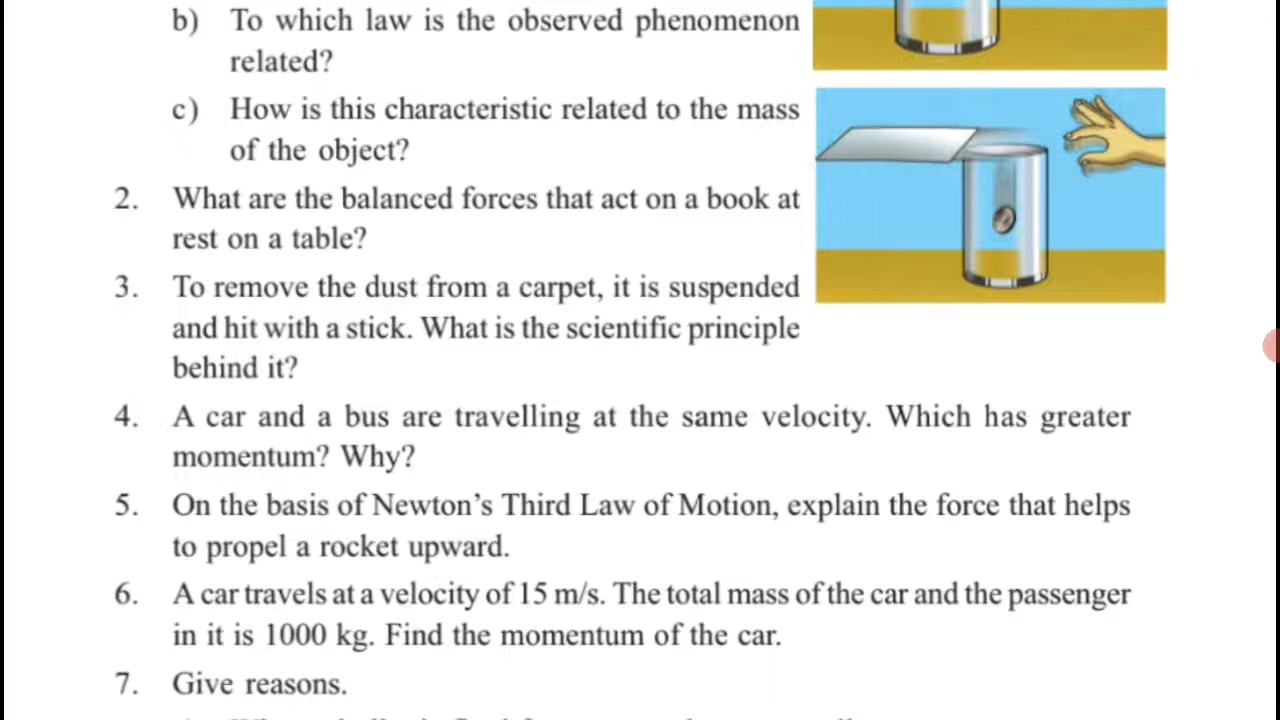 b) To which law is the observed phenomenon
related?
c) How is this characteristic related to the mass
of the object?
2. What are the balanced forces that act on a book at
rest on a table?
3. To remove the dust from a carpet, it is suspended
and hit with a stick. What is the scientific principle
behind it?
4. A car and a bus are travelling at the same velocity. Which has greater
momentum? Why?
5. On the basis of Newton's Third Law of Motion, explain the force that helps
to propel a rocket upward.
6. A car travels at a velocity of 15 m/s. The total mass of the car and the passenger
in it is 1000 kg. Find the momentum of the car.
7. Give reasons.